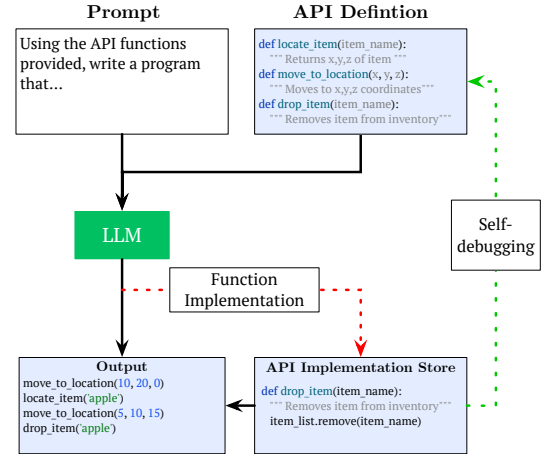 Prompt
Using the API functions
provided, write a program
that...
API Defintion
def locate_item(item_name):
""" Returns x,y,z of item """
def move_to_location(x, y, z):
""" Moves to x,y,z coordinates"""
def drop_item(item_name):
""" Removes item from inventory"""
LLM
Self-
debugging
Function
Implementation
Output
move_to_location(10, 20, 0)
locate_item('apple')
move_to_location(5, 10, 15)
drop_item('apple')
API Implementation Store
def drop_item(item_name):
""" Removes item from inventory"""
item_list.remove(item_name)